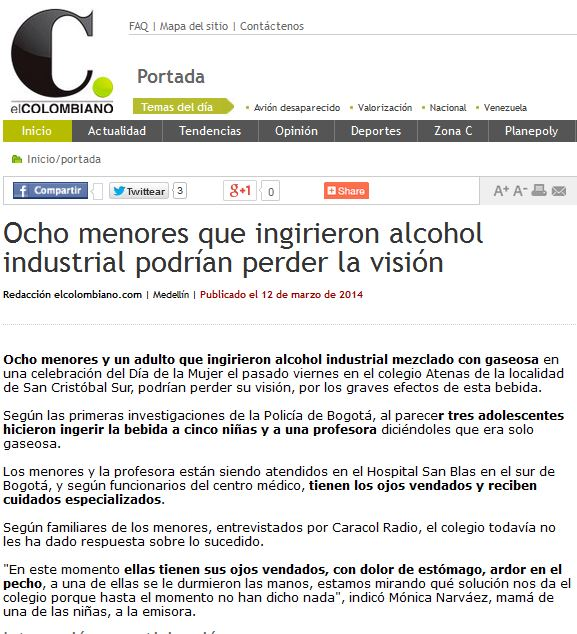 FAQ | Mapa del sitio | Contáctenos
elCOLOMBIANO
Portada
Temas del día
Avión desaparecido
Valorización
Nacional
Venezuela
Inicio
Actualidad
Tendencias
Opinión
Deportes
Zona C
Planepoly
Inicio/portada
Compartir
Twittear
3
+1
0
Share
A+ A-
Ocho menores que ingirieron alcohol
industrial podrían perder la visión
Redacción elcolombiano.com | Medellín | Publicado el 12 de marzo de 2014
Ocho menores y un adulto que ingirieron alcohol industrial mezclado con gaseosa en
una celebración del Día de la Mujer el pasado viernes en el colegio Atenas de la localidad
de San Cristóbal Sur, podrían perder su visión, por los graves efectos de esta bebida.
Según las primeras investigaciones de la Policía de Bogotá, al parecer tres adolescentes
hicieron ingerir la bebida a cinco niñas y a una profesora diciéndoles que era solo
gaseosa.
Los menores y la profesora están siendo atendidos en el Hospital San Blas en el sur de
Bogotá, y según funcionarios del centro médico, tienen los ojos vendados y reciben
cuidados especializados.
Según familiares de los menores, entrevistados por Caracol Radio, el colegio todavía no
les ha dado respuesta sobre lo sucedido.
"En este momento ellas tienen sus ojos vendados, con dolor de estómago, ardor en el
pecho, a una de ellas se le durmieron las manos, estamos mirando qué solución nos da el
colegio porque hasta el momento no han dicho nada", indicó Mónica Narváez, mamá de
una de las niñas, a la emisora.